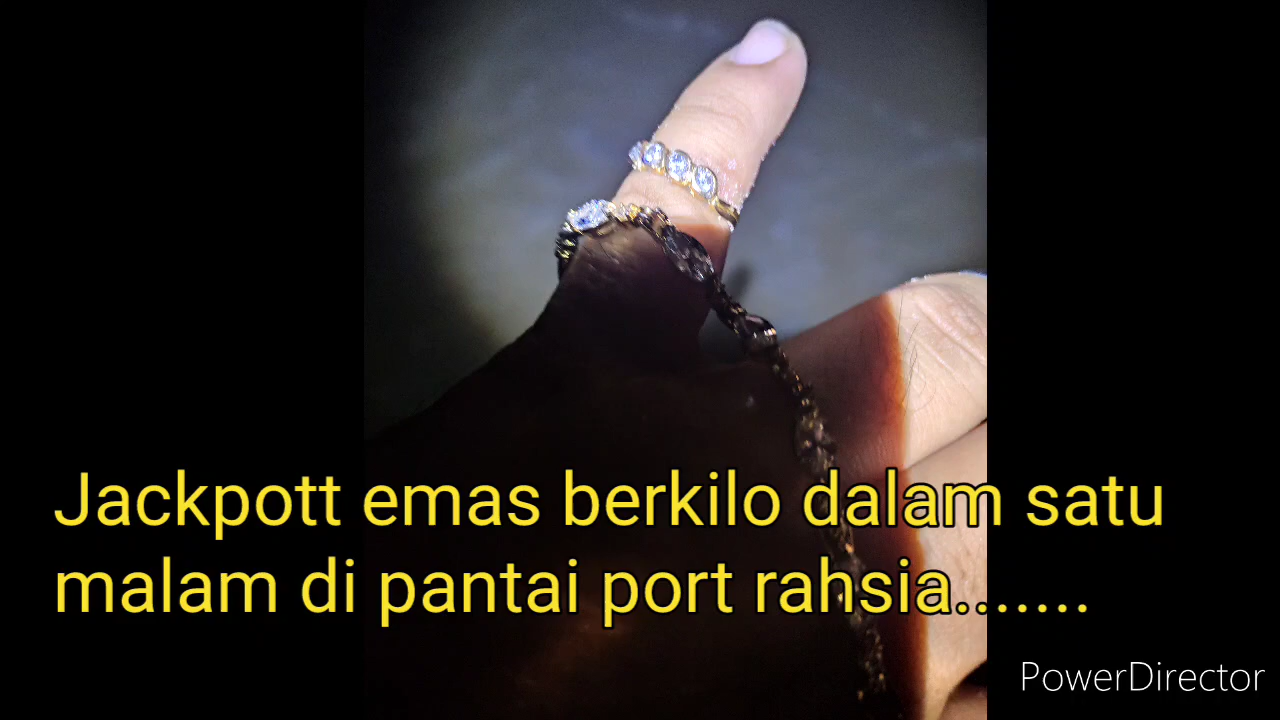 Jackpott emas berkilo dalam satu
malam di pantai port rahsia.......
PowerDirector